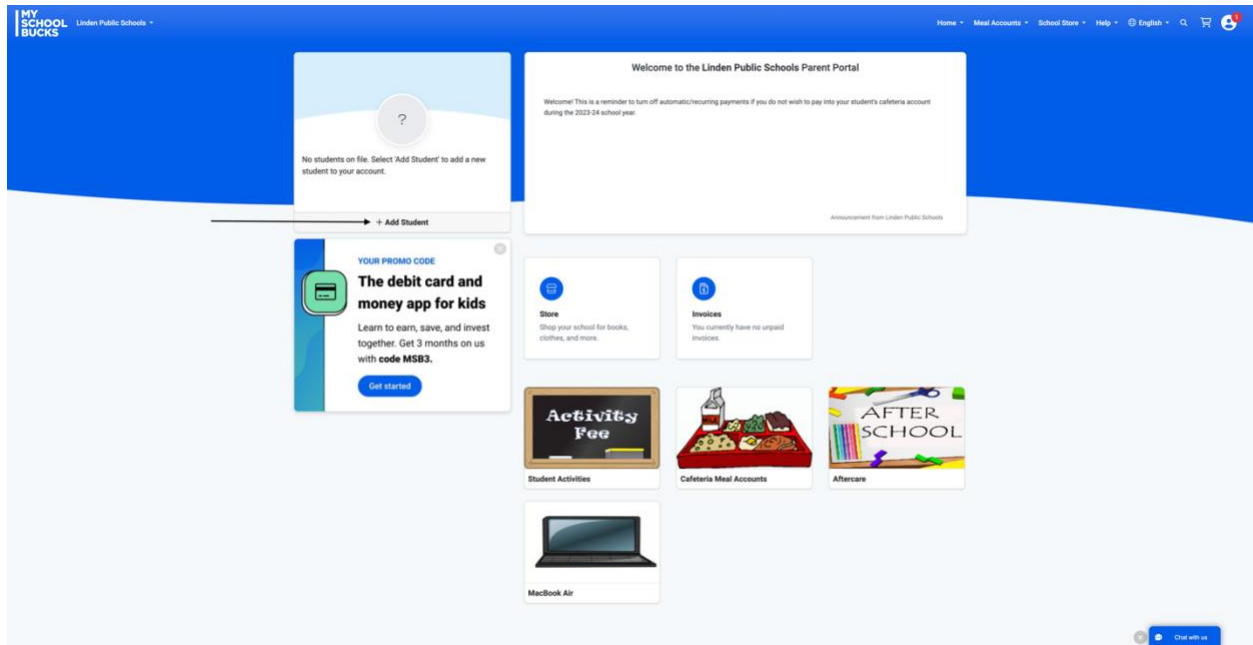 MY
SCHOOL
BUCKS
Linden Public Schools
Home
Meal Accounts
School Store
Help
English
1
?
No students on file. Select 'Add Student' to add a new
student to your account.
+ Add Student
Welcome to the Linden Public Schools Parent Portal
Welcome! This is a reminder to turn off automatic/recurring payments if you do not wish to pay into your student's cafeteria account
during the 2023-24 school year.
Announcement from Linden Public Schools
YOUR PROMO CODE
The debit card and
money app for kids
Learn to earn, save, and invest
together. Get 3 months on us
with code MSB3.
Get started
Store
Shop your school for books,
clothes, and more.
Invoices
You currently have no unpaid
invoices.
Activity
Fee
Student Activities
Cafeteria Meal Accounts
AFTER
SCHOOL
Aftercare
MacBook Air
Chat with us